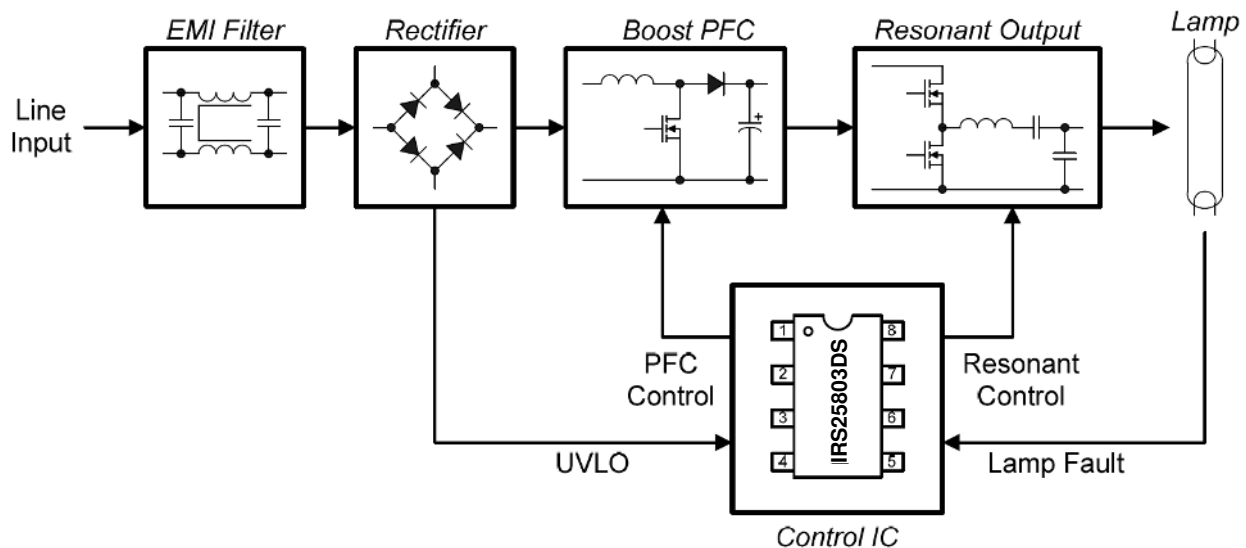 EMI Filter
Rectifier
Boost PFC
Resonant Output
Lamp
Line
Input
+
PFC
Control
1
2
3
4
IRS25803DS
8
7
6
5
Resonant
Control
UVLO
Lamp Fault
Control IC